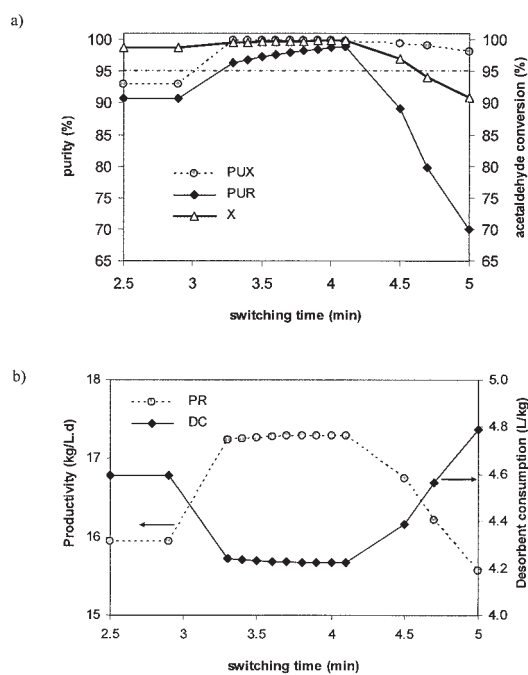 a)
100 100
95 95
90 90
85 85
80 80
75 75
70 70
65 65
purity (%)
acetaldehyde conversion (%)
PUX
PUR
X
2.5 3 3.5 4 4.5 5
switching time (min)
b)
18 5.0
17 4.8
16 4.6
15 4.4
4.2
4.0
Productivity (kg/L.d)
Desorbent consumption (L/kg)
PR
DC
2.5 3 3.5 4 4.5 5
switching time (min)